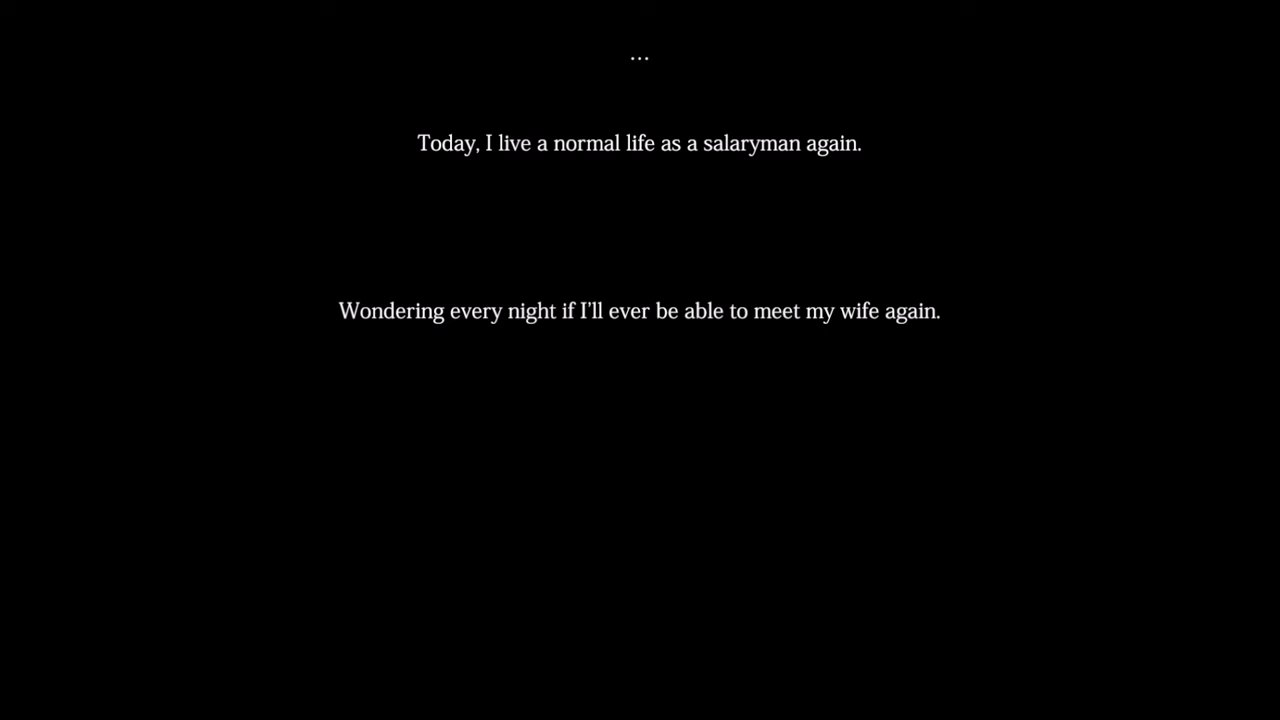 ...
Today, I live a normal life as a salaryman again.
Wondering every night if I'll ever be able to meet my wife again.